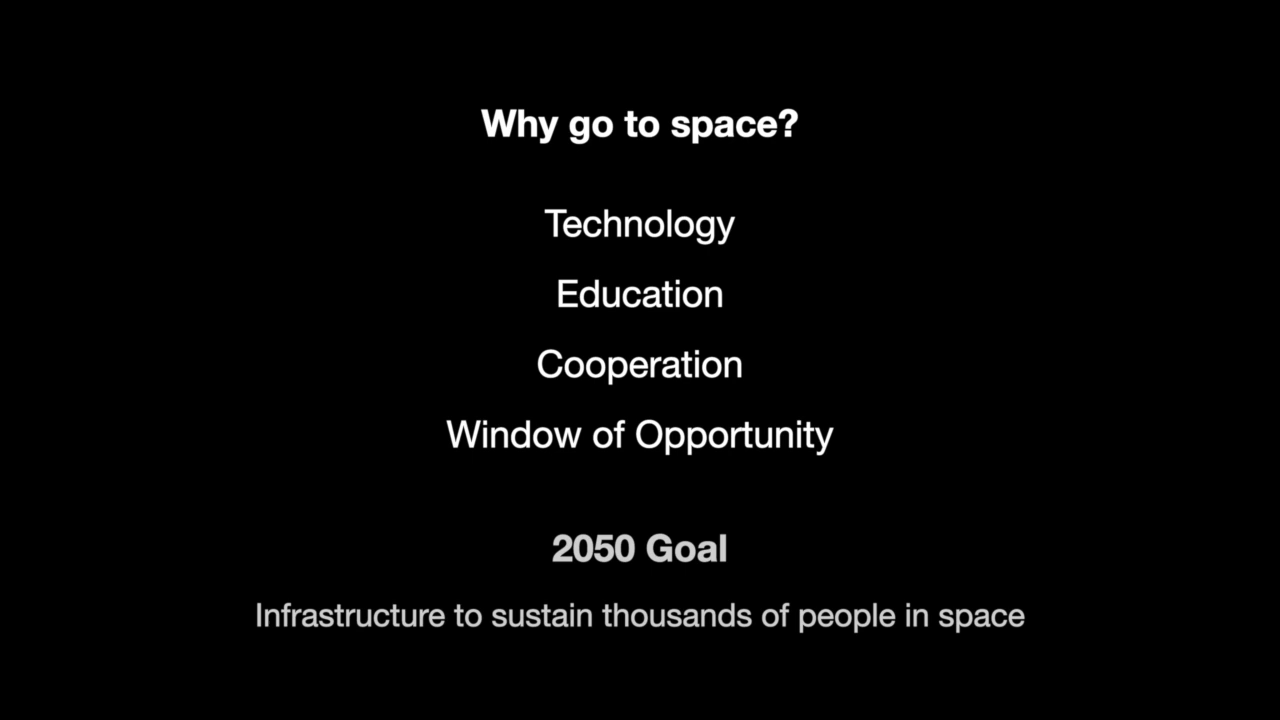 Why go to space?
Technology
Education
Cooperation
Window of Opportunity
2050 Goal
Infrastructure to sustain thousands of people in space